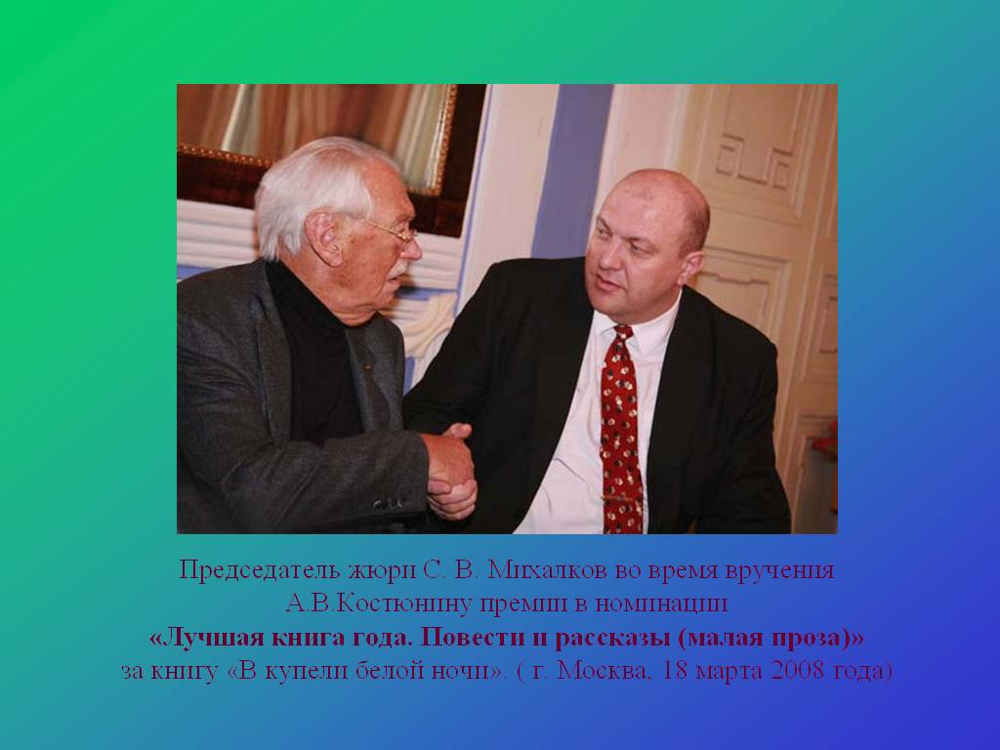 Председатель жюри С. В. Михалков во время вручения
А.В.Костюнину премии в номинации
«Лучшая книга года. Повести и рассказы (малая проза)»
за книгу «В купели белой ночи». ( г. Москва, 18 марта 2008 года)